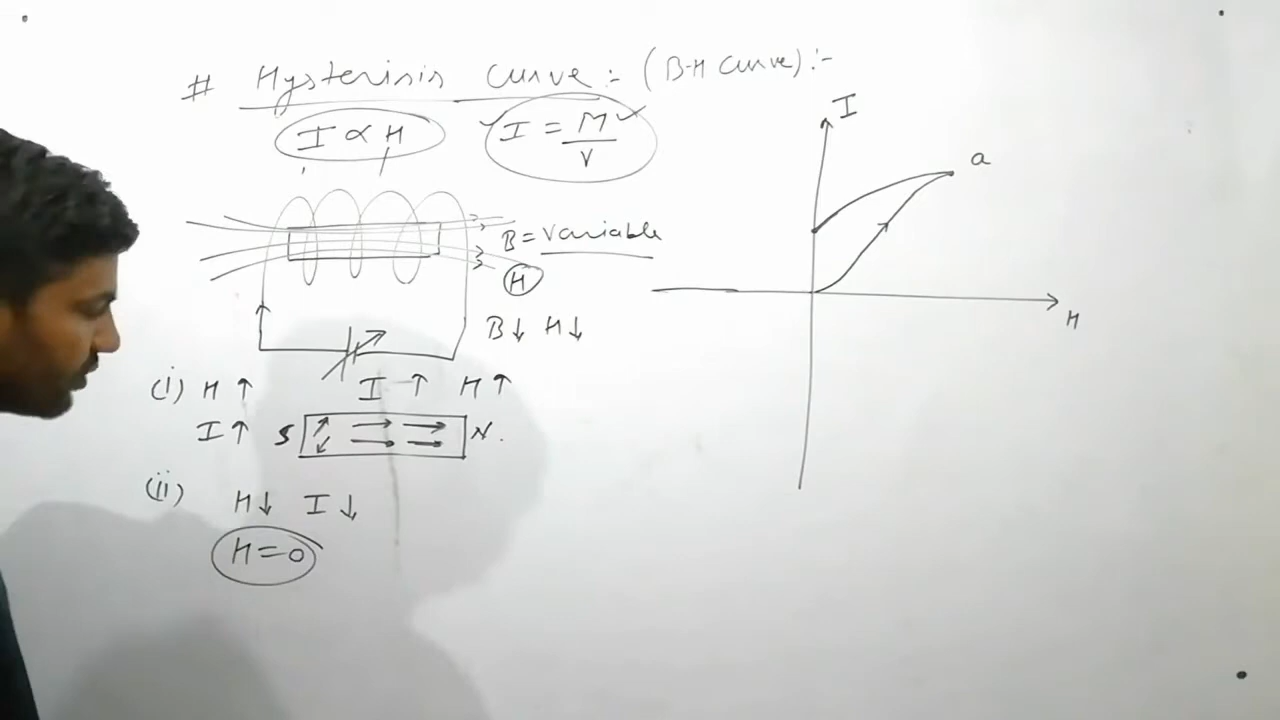 # Hysterisis Curve :- (B-H Curve) :-
I ∝ H I = M/V
B = variable
H
B↓ H↓
(i) H ↑ I ↑ H ↑
I ↑ S N.
(ii) H↓ I ↓
H = 0
I
a
H